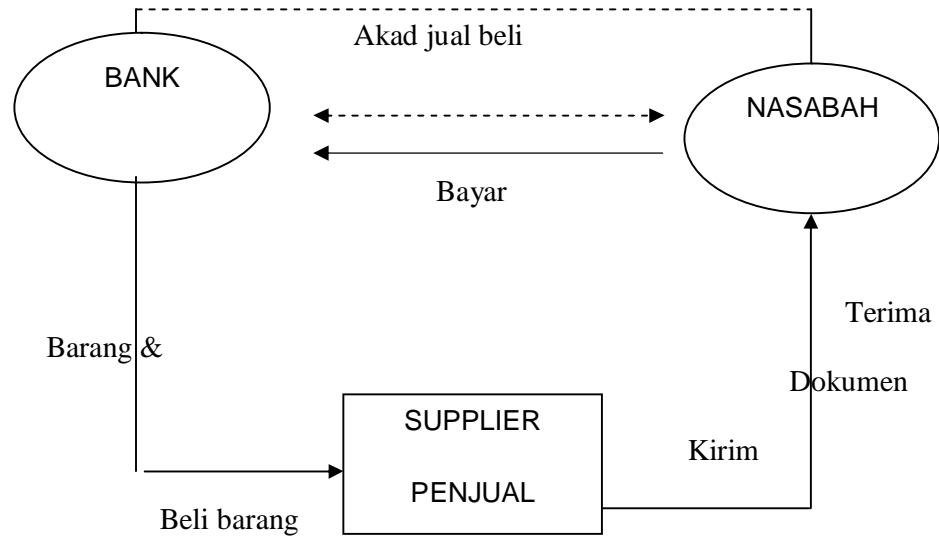 Akad jual beli
BANK
NASABAH
Bayar
Terima
Barang &
Dokumen
SUPPLIER
Kirim
PENJUAL
Beli barang